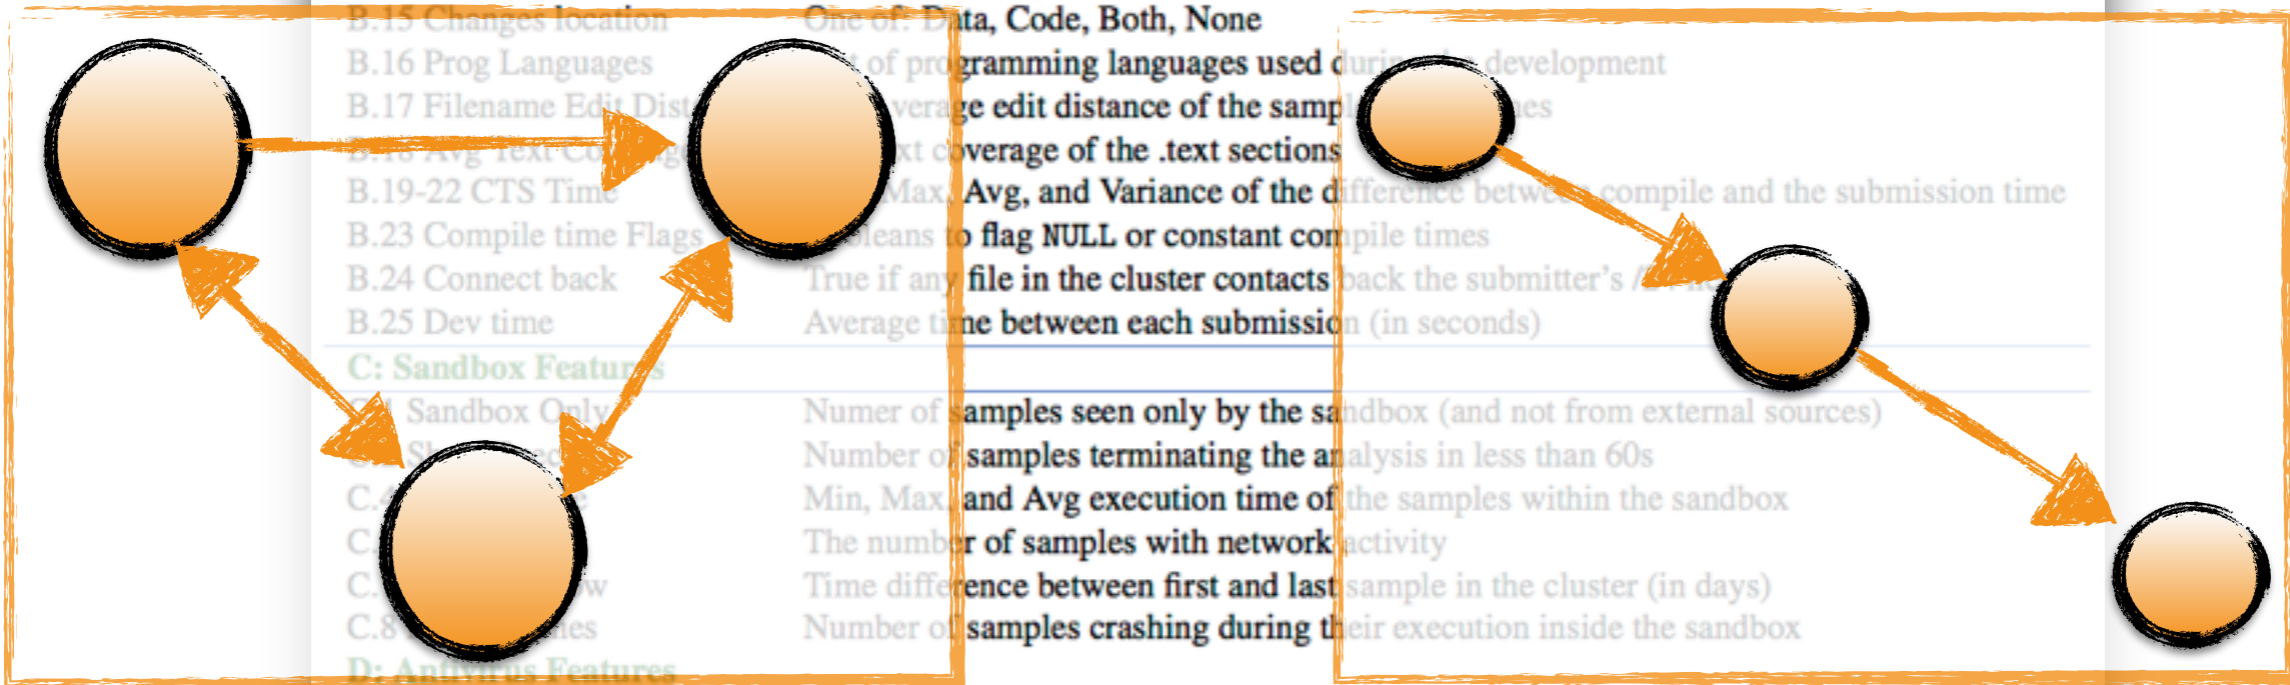 B.15 Changes location One of: Data, Code, Both, None
B.16 Prog Languages of programming languages used during development
B.17 Filename Edit verage edit distance of the
B.18 Avg Text coverage of the .text sections
B.19-22 CTS Time Max, Avg, and Variance of the difference between compile and the submission time
B.23 Compile time Flags to flag NULL or constant compile times
B.24 Connect back True if any file in the cluster contacts back the submitter's
B.25 Dev time Average time between each submission (in seconds)
C: Sandbox Features
Sandbox Only Numer of samples seen only by the sandbox (and not from external sources)
Number of samples terminating the analysis in less than 60s
Min, Max, and Avg execution time of the samples within the sandbox
The number of samples with network activity
Time difference between first and last sample in the cluster (in days)
C.8 Number of samples crashing during their execution inside the sandbox
D: Antivirus Features